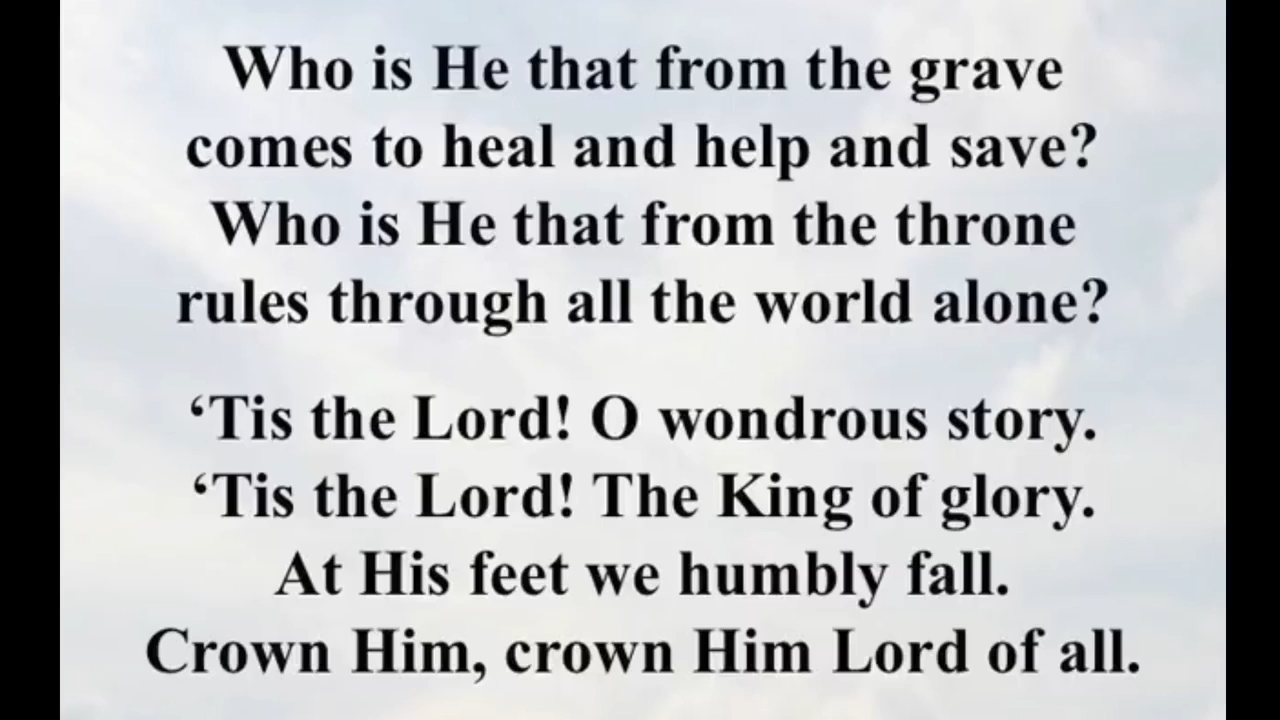 Who is He that from the grave
comes to heal and help and save?
Who is He that from the throne
rules through all the world alone?
‘Tis the Lord! O wondrous story.
‘Tis the Lord! The King of glory.
At His feet we humbly fall.
Crown Him, crown Him Lord of all.